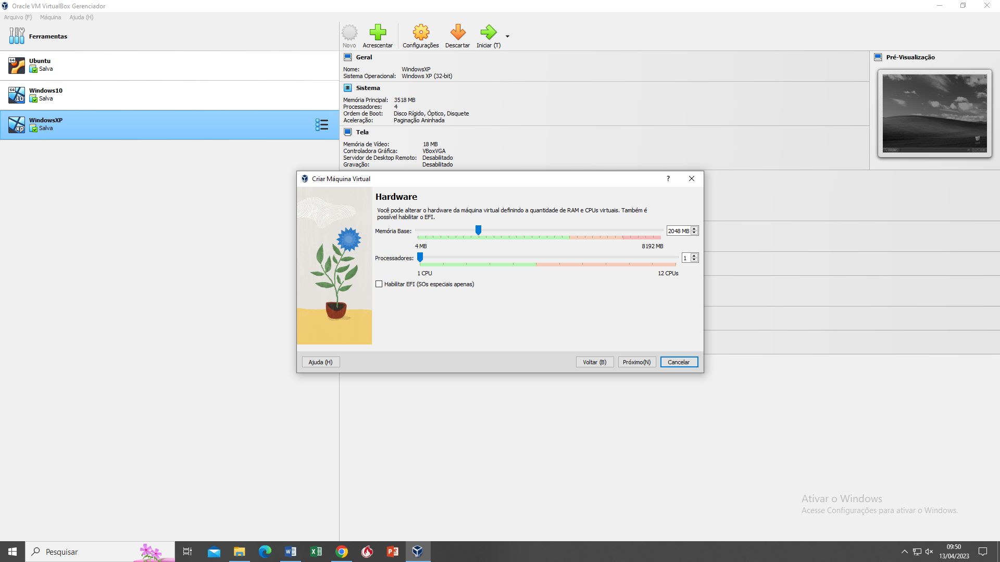 Oracle VM VirtualBox Gerenciador
Arquivo (F) Máquina Ajuda (H)
Ferramentas
Novo Acrescentar Configurações Descartar Iniciar (T)
64
Ubuntu
Salva
64
10
Windows10
Salva
xp
WindowsXP
Salva
Geral
Nome: WindowsXP
Sistema Operacional: Windows XP (32-bit)
Sistema
Memória Principal: 3518 MB
Processadores: 4
Ordem de Boot: Disco Rígido, Óptico, Disquete
Aceleração: Paginação Aninhada
Tela
Memória de Vídeo: 18 MB
Controladora Gráfica: VBoxVGA
Servidor de Desktop Remoto: Desabilitado
Gravação: Desabilitado
Pré-Visualização
Criar Máquina Virtual
?
Hardware
Você pode alterar o hardware da máquina virtual definindo a quantidade de RAM e CPUs virtuais. Também é
possível habilitar o EFI.
Memória Base: 2048 MB
4 MB 8192 MB
Processadores: 1
1 CPU 12 CPUs
Habilitar EFI (SOs especiais apenas)
Ajuda (H) Voltar (B) Próximo(N) Cancelar
Ativar o Windows
Acesse Configurações para ativar o Windows.
Pesquisar
09:50
13/04/2023